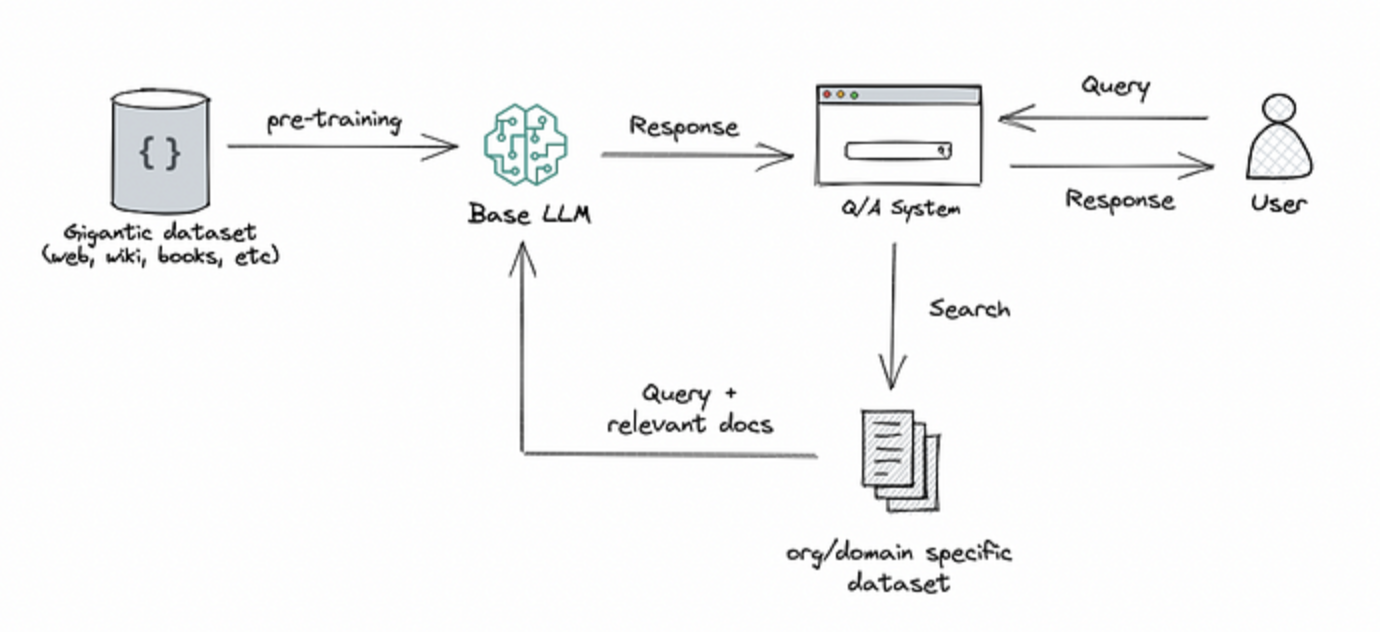 { }
Gigantic dataset
(web, wiki, books, etc)
pre-training
Base LLM
Response
Q/A System
Query
Response
User
Search
Query +
relevant docs
org/domain specific
dataset